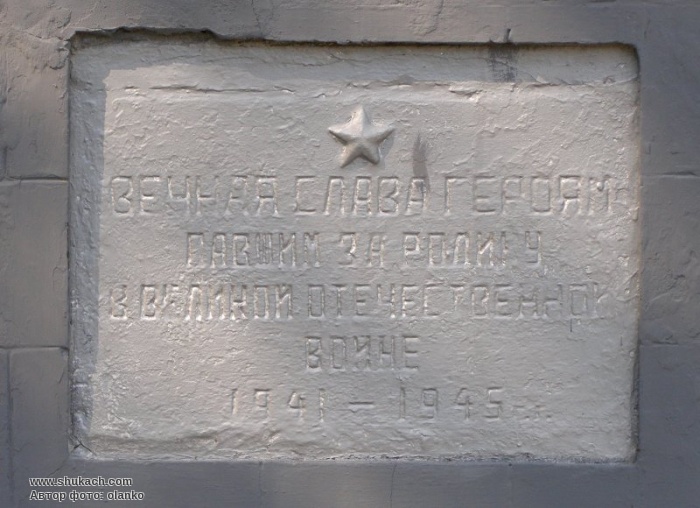 ВЕЧНАЯ СЛАВА ГЕРОЯМ
ПАВШИМ ЗА РОДИНУ
В ВЕЛИКОЙ ОТЕЧЕСТВЕННОЙ
ВОЙНЕ
1941 – 1945 г.г.
www.shukach.com
Автор фото: olanko